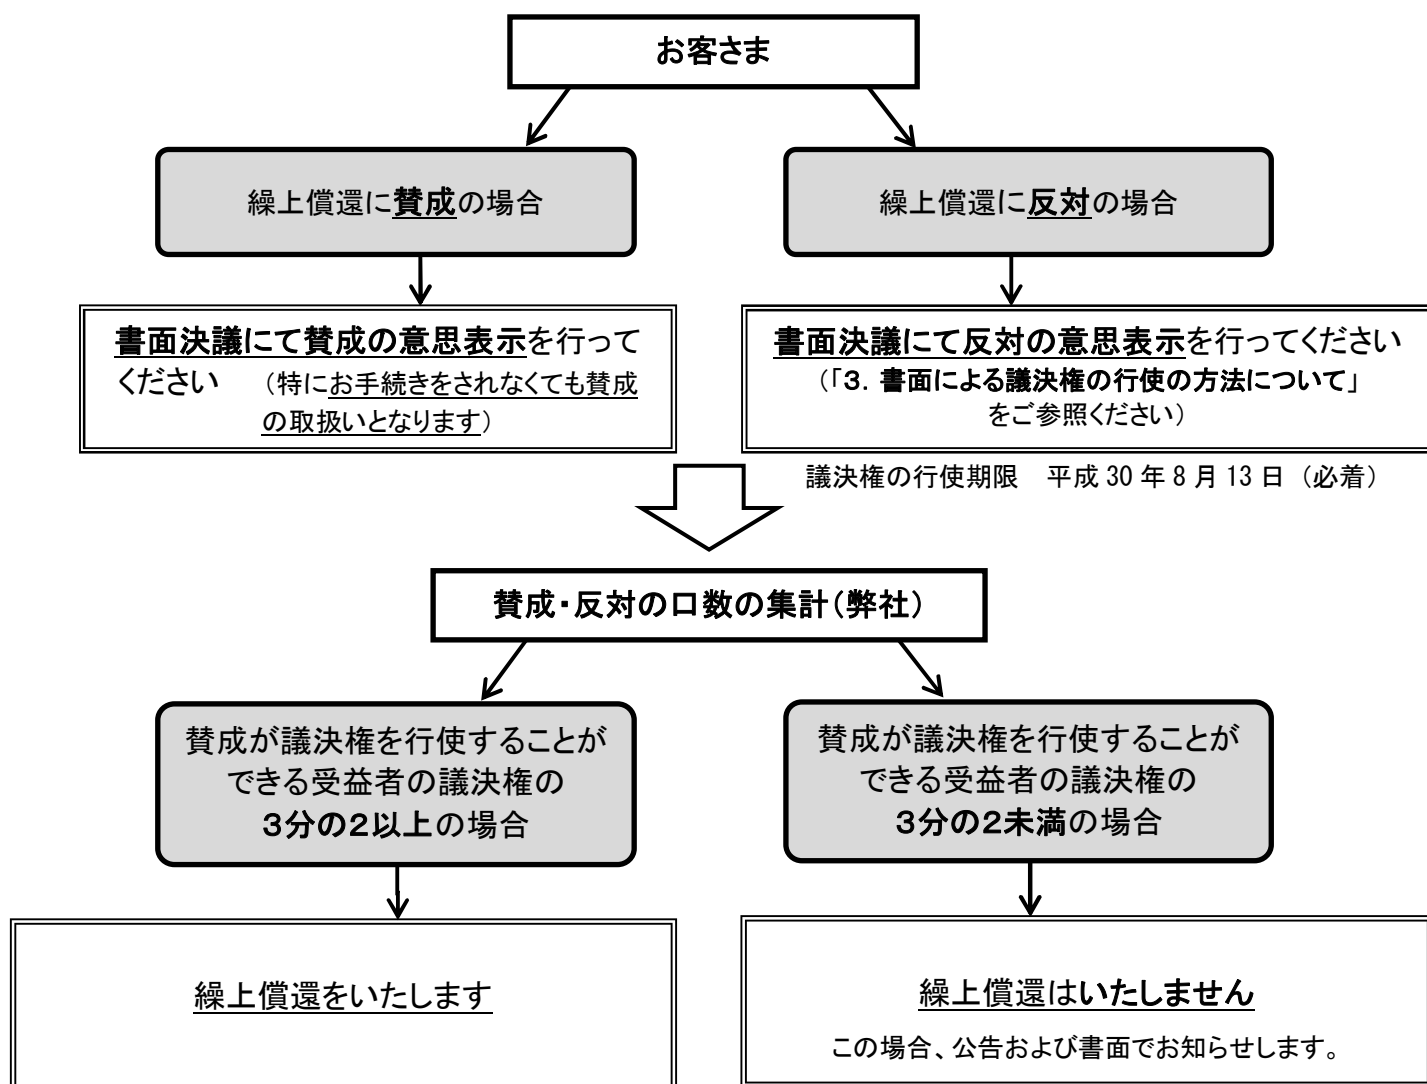 お客さま
繰上償還に賛成の場合
繰上償還に反対の場合
書面決議にて賛成の意思表示を行って
ください　（特にお手続きをされなくても賛成
の取扱いとなります）
書面決議にて反対の意思表示を行ってください
（「３．書面による議決権の行使の方法について」
をご参照ください）
議決権の行使期限　平成 30 年 8 月 13 日（必着）
賛成・反対の口数の集計（弊社）
賛成が議決権を行使することが
できる受益者の議決権の
３分の２以上の場合
賛成が議決権を行使することが
できる受益者の議決権の
３分の２未満の場合
繰上償還をいたします
繰上償還はいたしません
この場合、公告および書面でお知らせします。